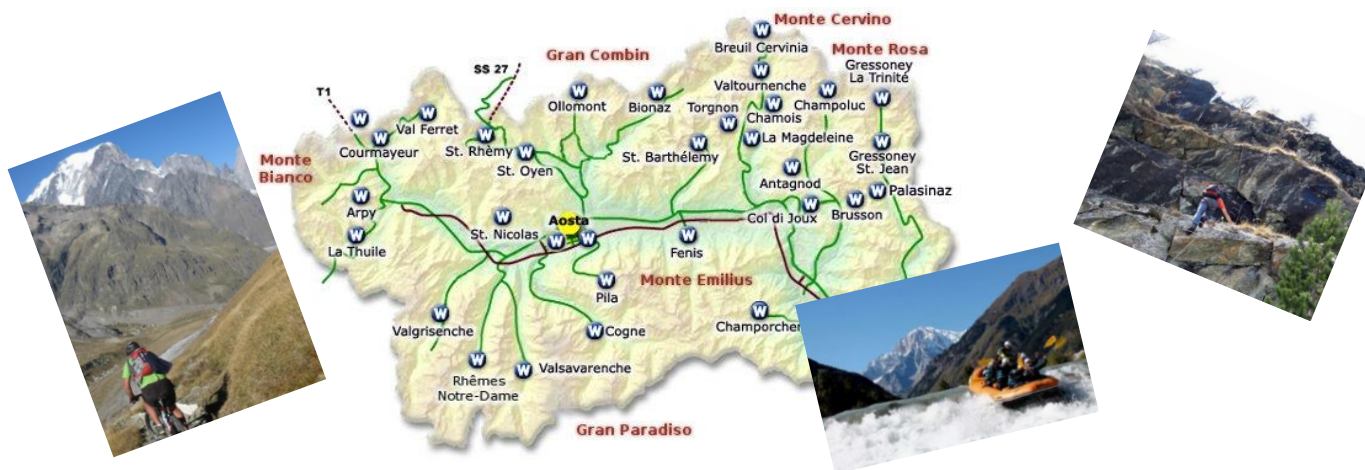 Monte Cervino
Breuil Cervinia
Monte Rosa
Gran Combin
Gressoney
La Trinité
SS 27
Valtournenche
T1
Ollomont
Bionaz
Torgnon
Chamois
Champoluc
Val Ferret
Courmayeur
St. Rhèmy
La Magdeleine
Monte
Bianco
St. Oyen
St. Barthélemy
Gressoney
St. Jean
Antagnod
Palasinaz
Arpy
Aosta
Col di Joux
Brusson
St. Nicolas
La Thuile
Fenis
Monte Emilius
Pila
Valgrisenche
Cogne
Champorcher
Valsavarenche
Rhêmes
Notre-Dame
Gran Paradiso